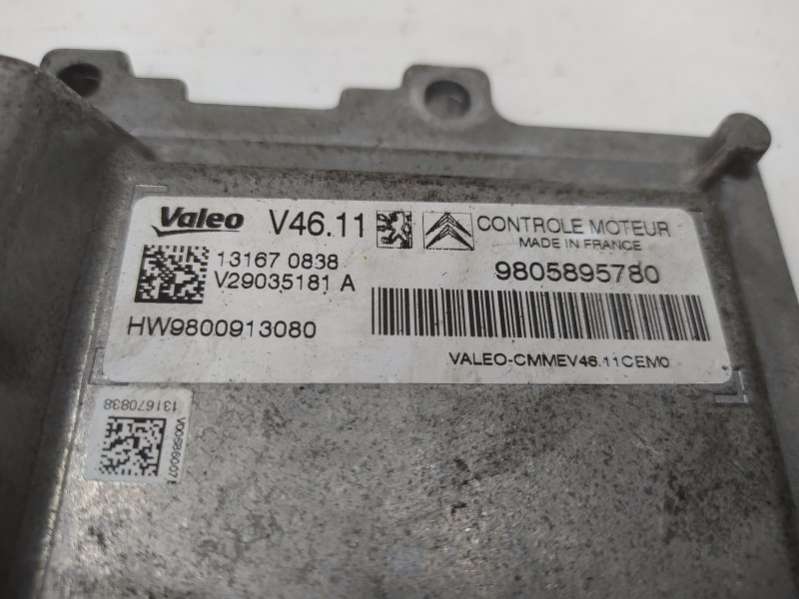 Valeo V46.11 CONTROLE MOTEUR
MADE IN FRANCE
13167 0838
V29035181 A
9805895780
HW9800913080
VALEO-CMMEV46.11CEM0
131670838